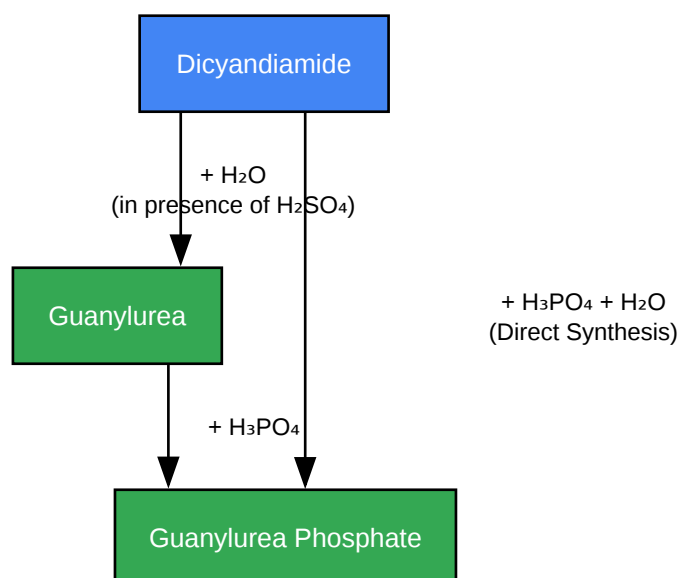 Dicyandiamide
+ H₂O
(in presence of H₂SO₄)
Guanylurea
+ H₃PO₄ + H₂O
(Direct Synthesis)
+ H₃PO₄
Guanylurea Phosphate